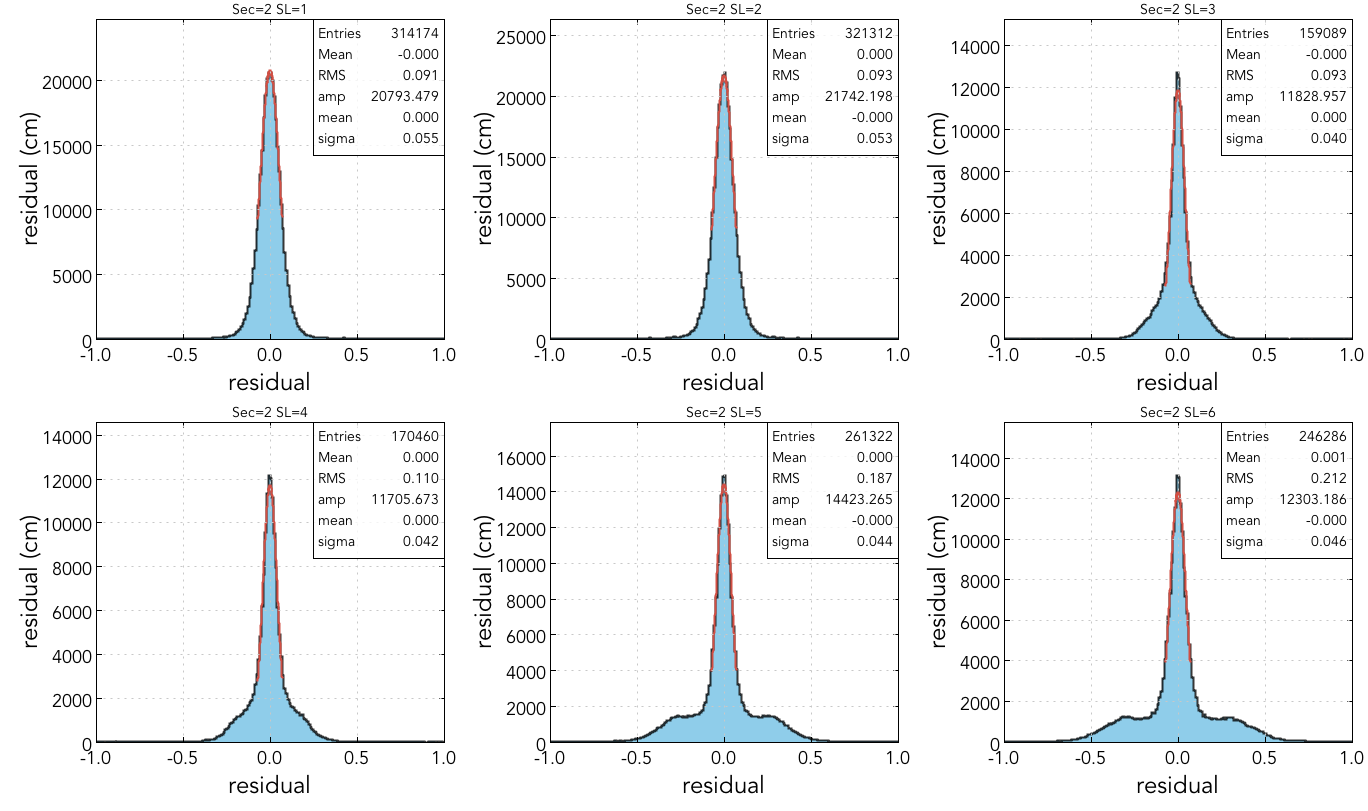 Sec=2 SL=1
Entries 314174
Mean -0.000
RMS 0.091
amp 20793.479
mean 0.000
sigma 0.055
20000
15000
10000
5000
0
residual (cm)
-1.0 -0.5 0.0 0.5 1.0
residual
Sec=2 SL=2
Entries 321312
Mean 0.000
RMS 0.093
amp 21742.198
mean -0.000
sigma 0.053
25000
20000
15000
10000
5000
0
residual (cm)
-1.0 -0.5 0.0 0.5 1.0
residual
Sec=2 SL=3
Entries 159089
Mean -0.000
RMS 0.093
amp 11828.957
mean 0.000
sigma 0.040
14000
12000
10000
8000
6000
4000
2000
0
residual (cm)
-1.0 -0.5 0.0 0.5 1.0
residual
Sec=2 SL=4
Entries 170460
Mean 0.000
RMS 0.110
amp 11705.673
mean 0.000
sigma 0.042
14000
12000
10000
8000
6000
4000
2000
0
residual (cm)
-1.0 -0.5 0.0 0.5 1.0
residual
Sec=2 SL=5
Entries 261322
Mean 0.000
RMS 0.187
amp 14423.265
mean -0.000
sigma 0.044
16000
14000
12000
10000
8000
6000
4000
2000
0
residual (cm)
-1.0 -0.5 0.0 0.5 1.0
residual
Sec=2 SL=6
Entries 246286
Mean 0.001
RMS 0.212
amp 12303.186
mean -0.000
sigma 0.046
14000
12000
10000
8000
6000
4000
2000
0
residual (cm)
-1.0 -0.5 0.0 0.5 1.0
residual